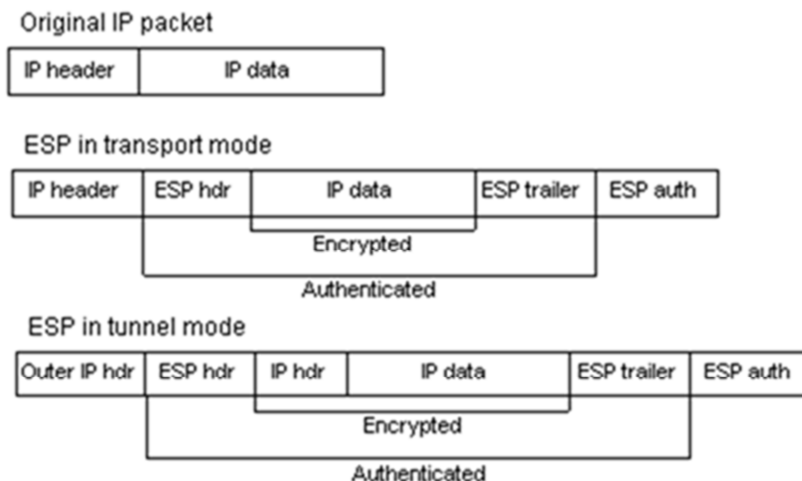 Original IP packet
IP header IP data
ESP in transport mode
IP header ESP hdr IP data ESP trailer ESP auth
Encrypted
Authenticated
ESP in tunnel mode
Outer IP hdr ESP hdr IP hdr IP data ESP trailer ESP auth
Encrypted
Authenticated